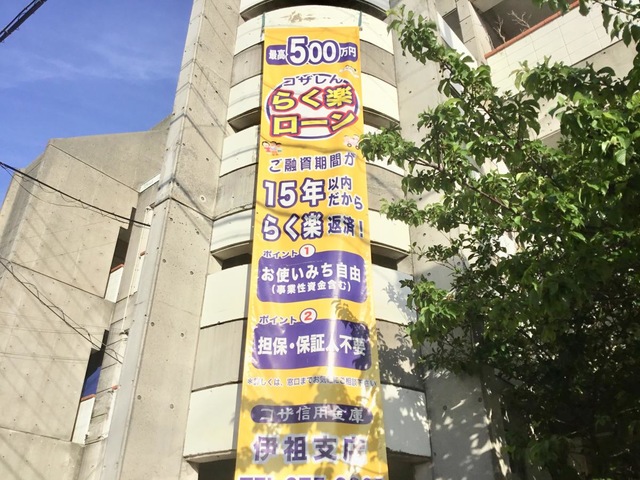 最高500万円
コザしん
らく楽
ローン
ご融資期間が
15年以内だから
らく楽返済！
ポイント①
お使いみち自由
（事業性資金含む）
ポイント②
担保・保証人不要
コザ信用金庫
伊祖支店